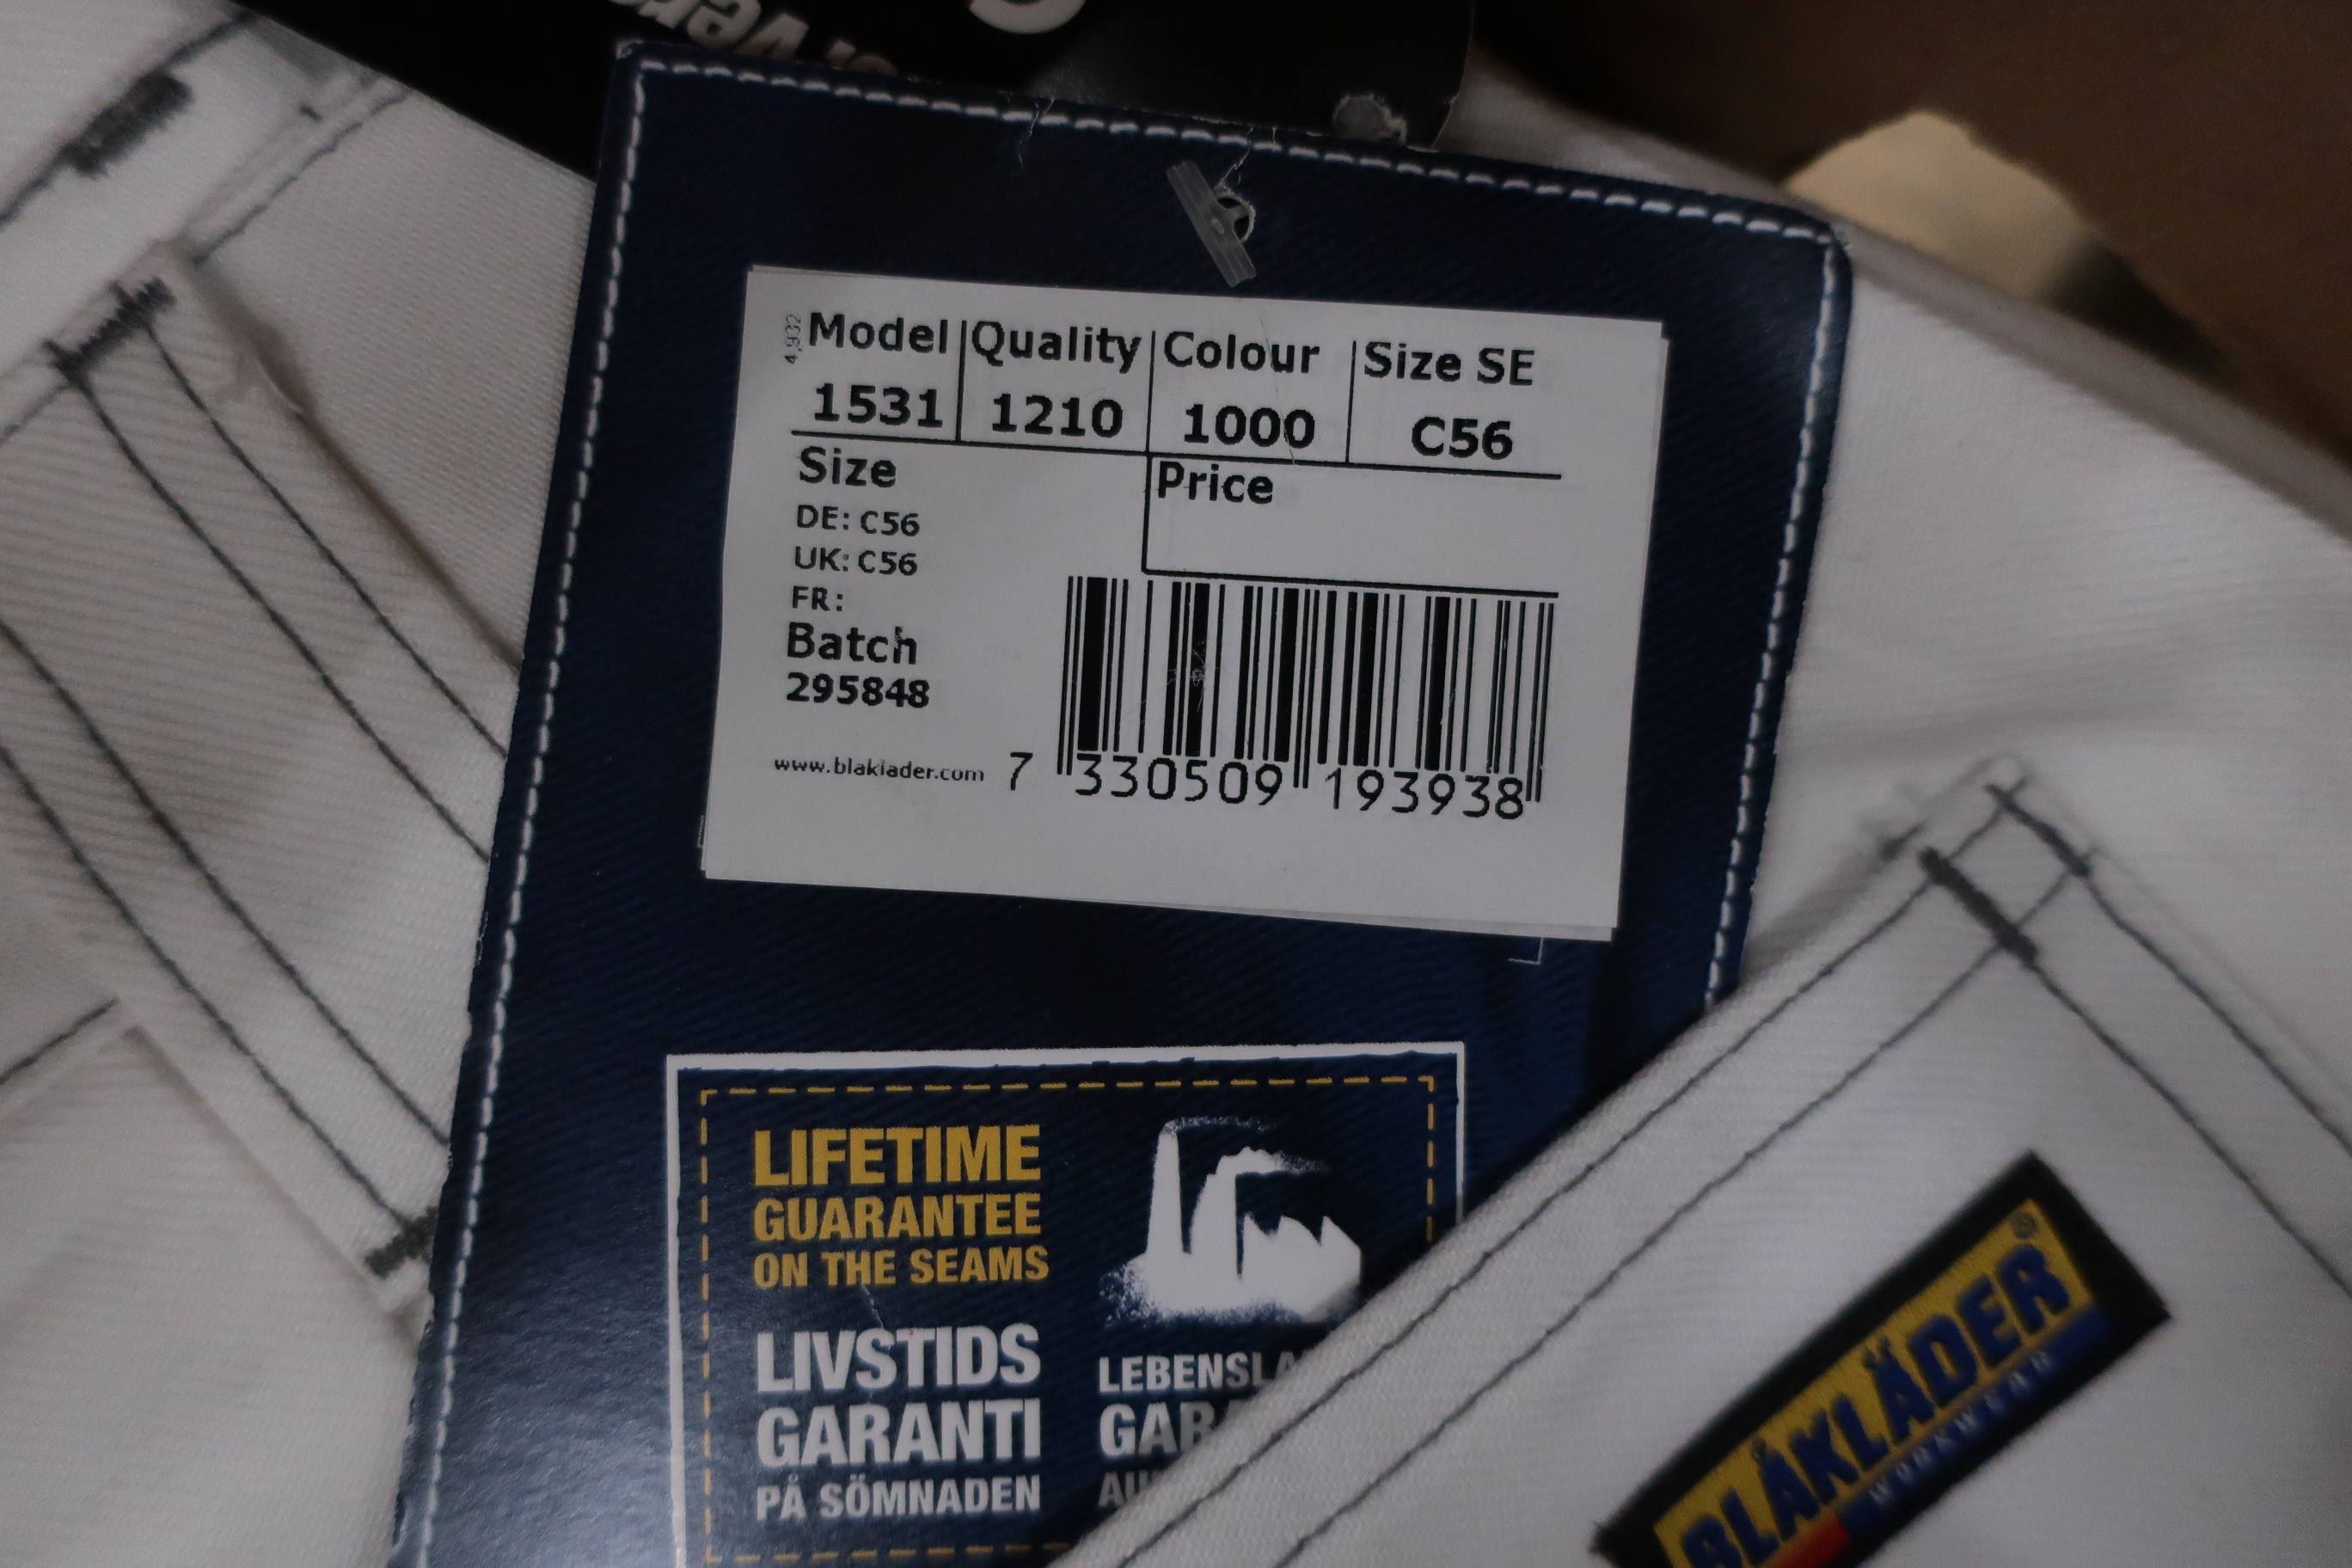 4,932
Model Quality Colour Size SE
1531 1210 1000 C56
Size Price
DE: C56
UK: C56
FR:
Batch
295848
www.blaklader.com
7 330509 193938
LIFETIME
GUARANTEE
ON THE SEAMS
LIVSTIDS
GARANTI
PÅ SÖMNADEN
BLÅKLÄDER®
WORKWEAR